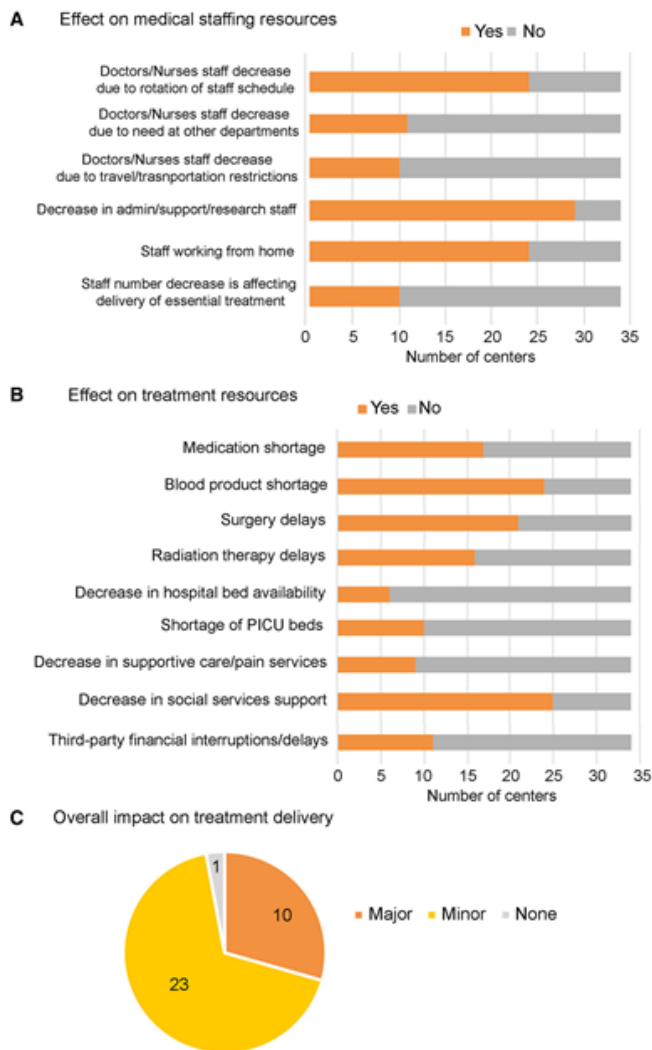 A Effect on medical staffing resources
Yes No
Doctors/Nurses staff decrease
due to rotation of staff schedule
Doctors/Nurses staff decrease
due to need at other departments
Doctors/Nurses staff decrease
due to travel/trasnportation restrictions
Decrease in admin/support/research staff
Staff working from home
Staff number decrease is affecting
delivery of essential treatment
0 5 10 15 20 25 30 35
Number of centers
B Effect on treatment resources
Yes No
Medication shortage
Blood product shortage
Surgery delays
Radiation therapy delays
Decrease in hospital bed availability
Shortage of PICU beds
Decrease in supportive care/pain services
Decrease in social services support
Third-party financial interruptions/delays
0 5 10 15 20 25 30 35
Number of centers
C Overall impact on treatment delivery
1
10
23
Major Minor None